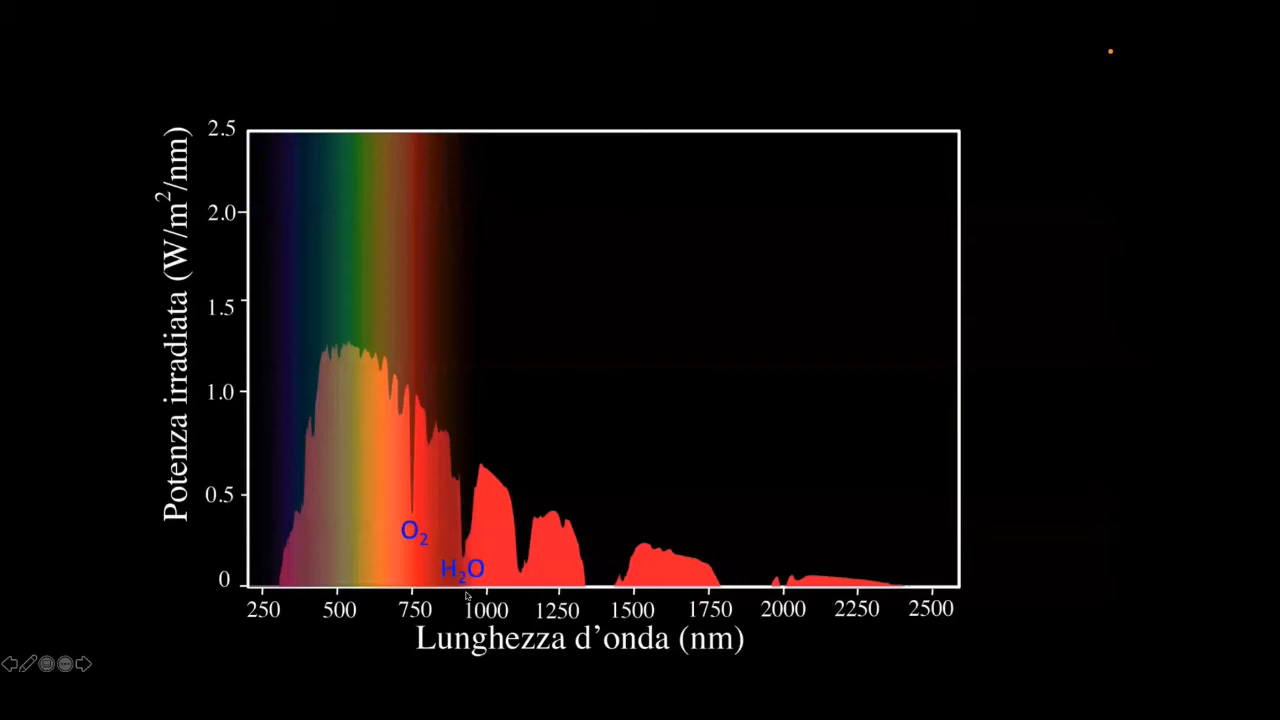 Potenza irradiata (W/m²/nm)
2.5
2.0
1.5
1.0
0.5
0
O₂
H₂O
250 500 750 1000 1250 1500 1750 2000 2250 2500
Lunghezza d’onda (nm)